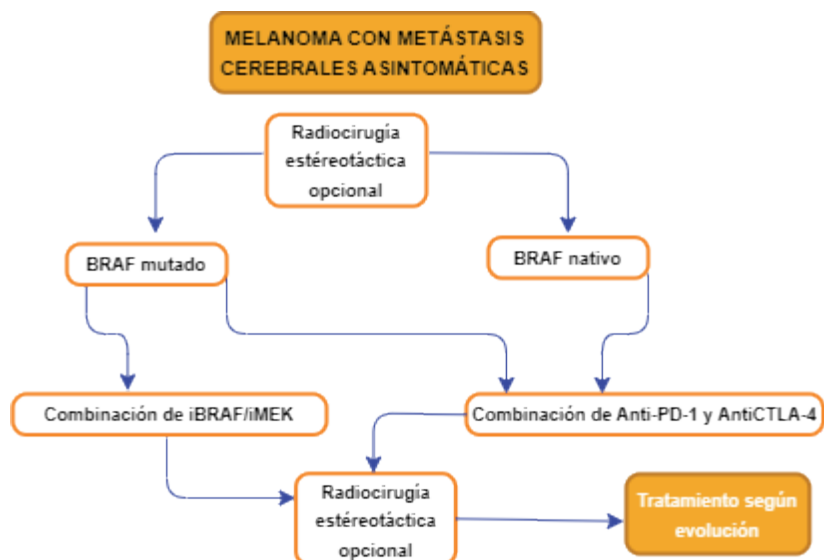 MELANOMA CON METÁSTASIS
CEREBRALES ASINTOMÁTICAS
Radiocirugía
estéreotáctica
opcional
BRAF mutado
BRAF nativo
Combinación de iBRAF/iMEK
Combinación de Anti-PD-1 y AntiCTLA-4
Radiocirugía
estéreotáctica
opcional
Tratamiento según
evolución